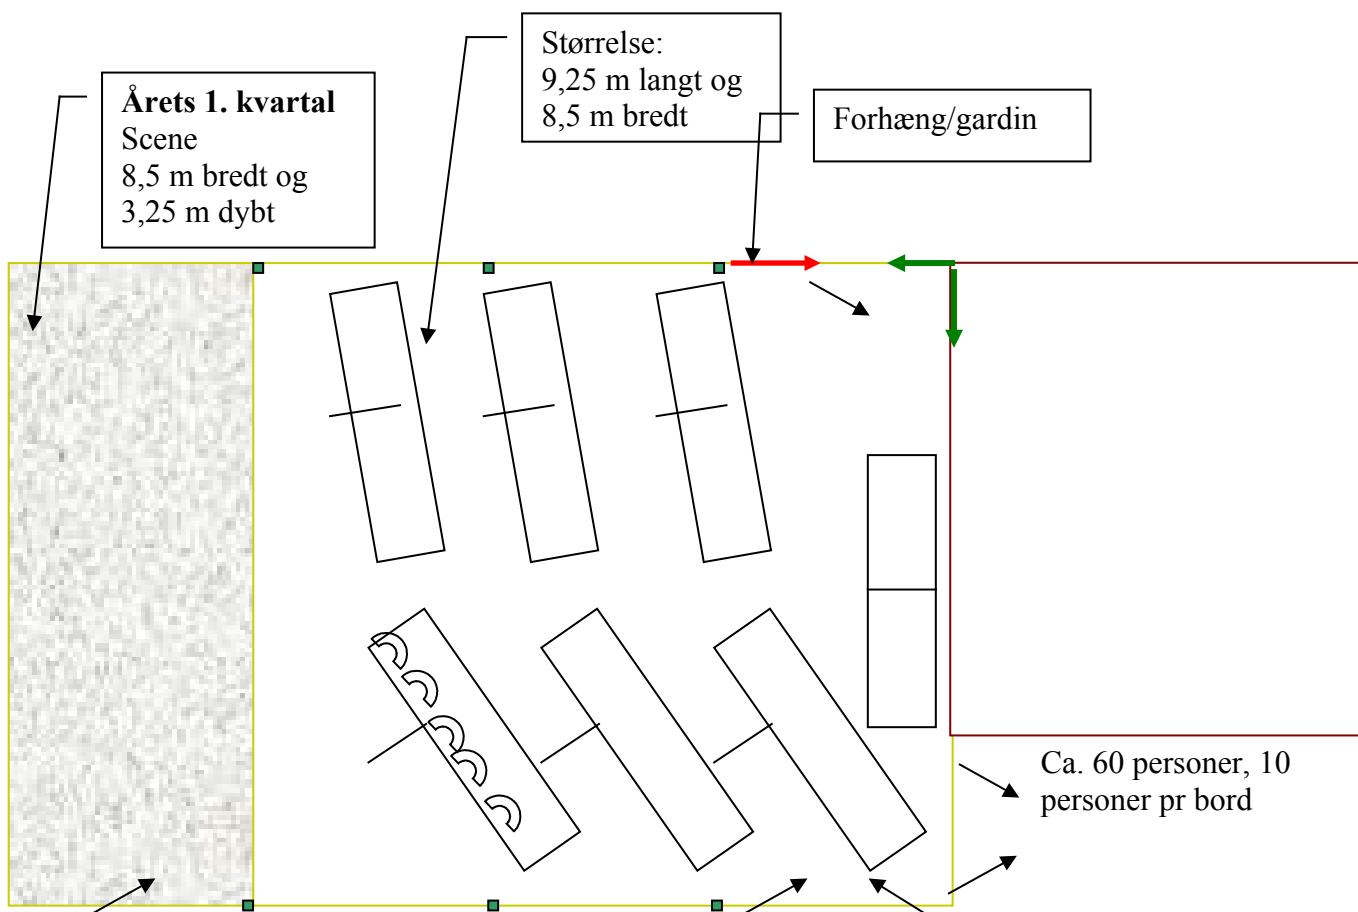 Størrelse:
9,25 m langt og
8,5 m bredt
Årets 1. kvartal
Scene
8,5 m bredt og
3,25 m dybt
Forhæng/gardin
Ca. 60 personer, 10
personer pr bord